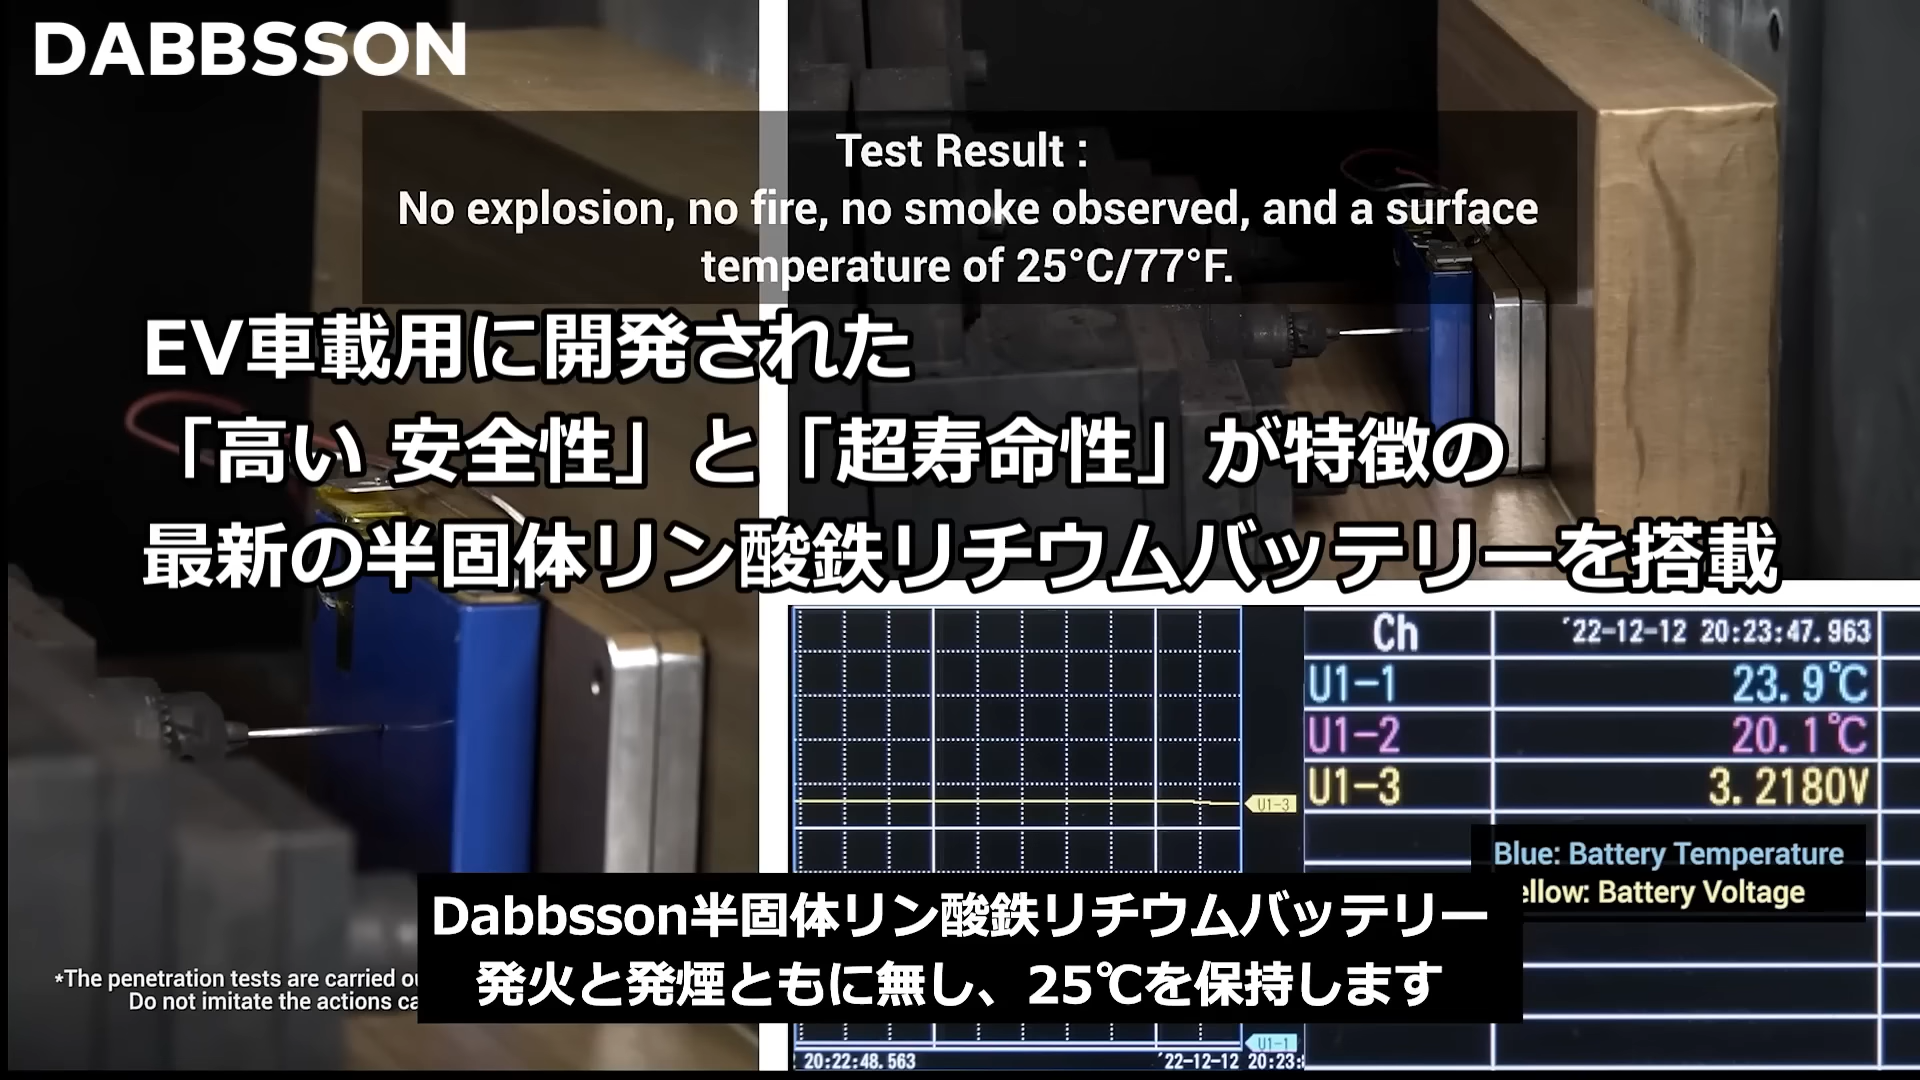 DABBSSON
Test Result :
No explosion, no fire, no smoke observed, and a surface
temperature of 25°C/77°F.
EV車載用に開発された
「高い 安全性」と「超寿命性」が特徴の
最新の半固体リン酸鉄リチウムバッテリーを搭載
Ch '22-12-12 20:23:47.963
U1-1 23.9℃
U1-2 20.1℃
U1-3 3.2180V
U1-3
Blue: Battery Temperature
ellow: Battery Voltage
Dabbsson半固体リン酸鉄リチウムバッテリー
発火と発煙ともに無し、25℃を保持します
*The penetration tests are carried
Do not imitate the actions
U1-1
20:22:48.563 '22-12-12 20:23: